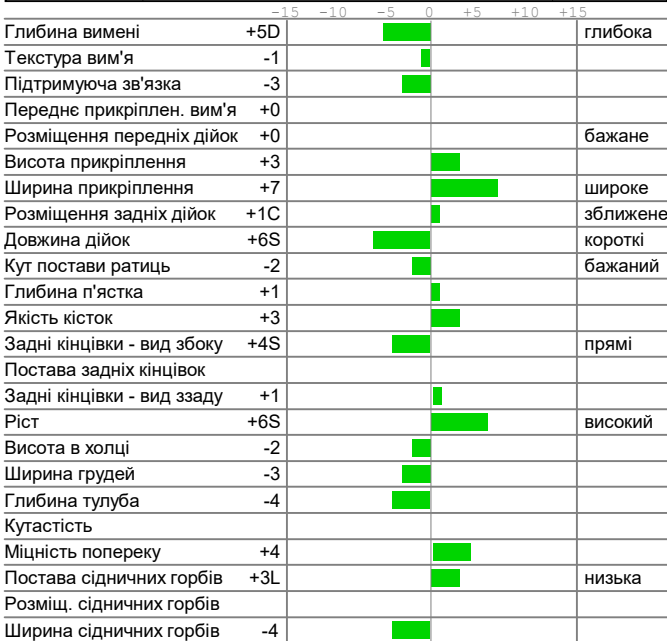 -15 -10 -5 0 +5 +10 +15
Глибина вимені +5D глибока
Текстура вим'я -1
Підтримуюча зв'язка -3
Переднє прикріплен. вим'я +0
Розміщення передніх дійок +0 бажане
Висота прикріплення +3
Ширина прикріплення +7 широке
Розміщення задніх дійок +1C зближене
Довжина дійок +6S короткі
Кут постави ратиць -2 бажаний
Глибина п'ястка +1
Якість кісток +3
Задні кінцівки - вид збоку +4S прямі
Постава задніх кінцівок
Задні кінцівки - вид ззаду +1
Ріст +6S високий
Висота в холці -2
Ширина грудей -3
Глибина тулуба -4
Кутастість
Міцність попереку +4
Постава сідничних горбів +3L низька
Розміщ. сідничних горбів
Ширина сідничних горбів -4